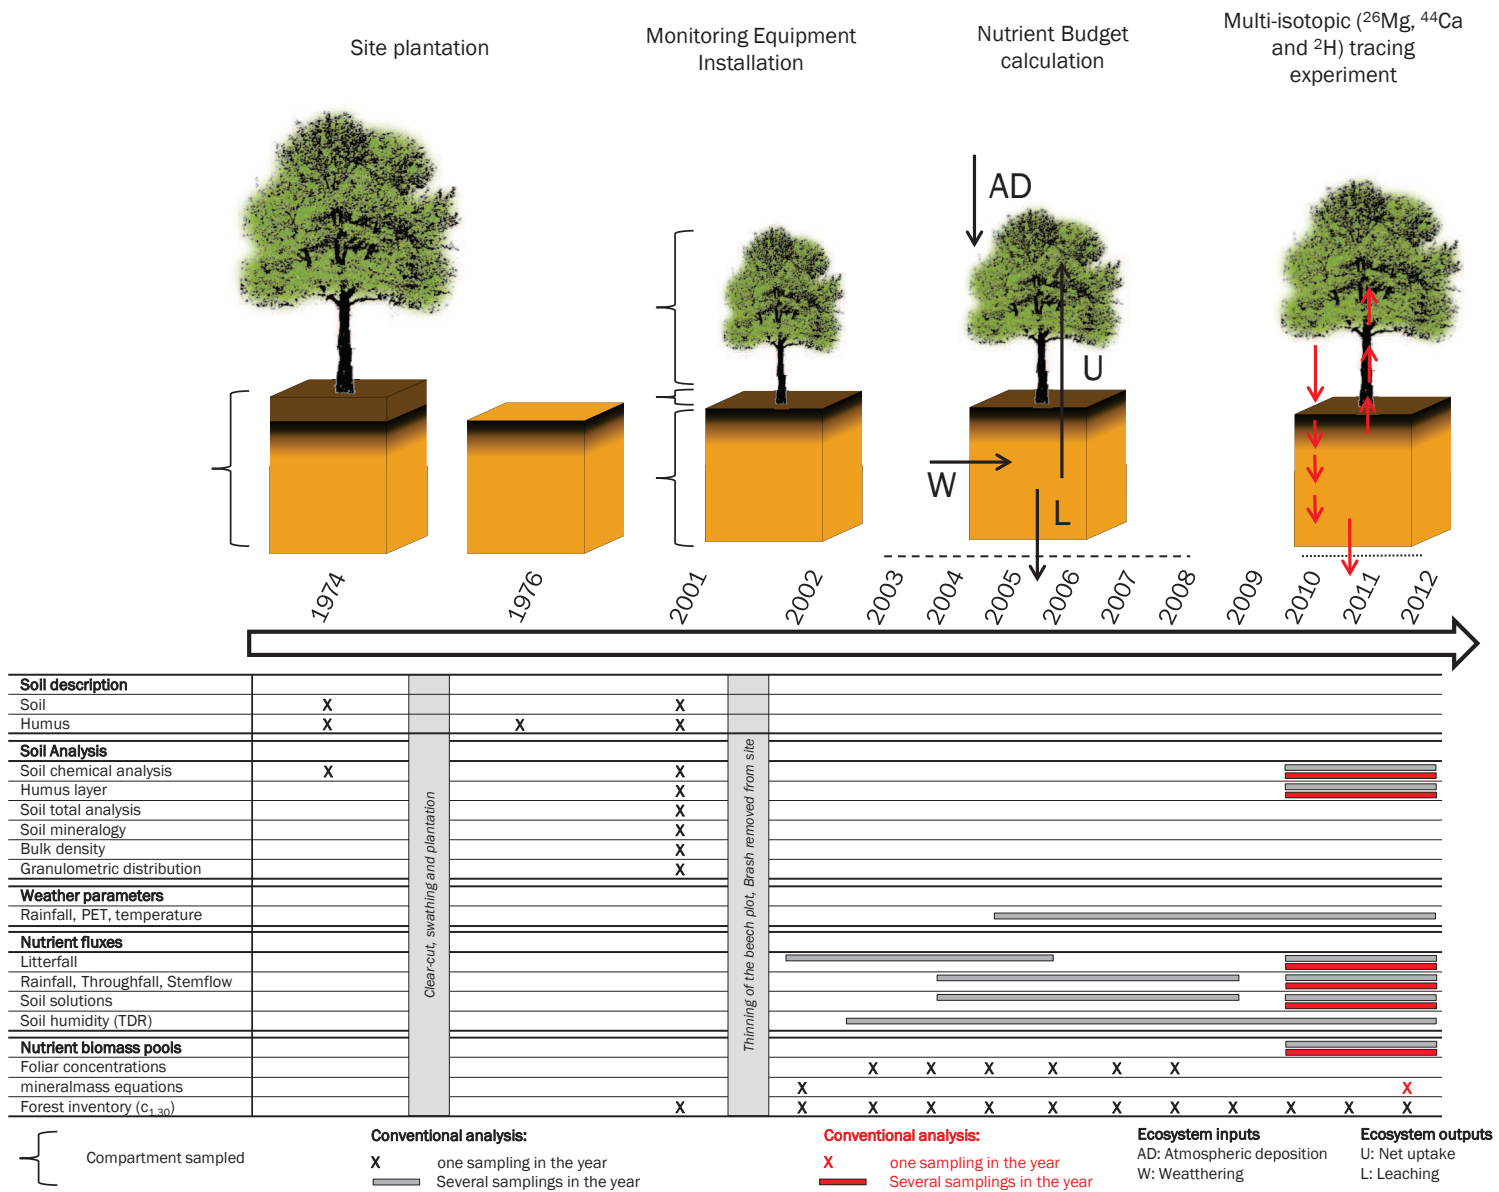 Site plantation
Monitoring Equipment
Installation
Nutrient Budget
calculation
Multi-isotopic (26Mg, 44Ca
and 2H) tracing
experiment
AD
U
W
L
1974
1976
2001
2002
2003
2004
2005
2006
2007
2008
2009
2010
2011
2012
Soil description
Soil X X
Humus X X X
Soil Analysis
Soil chemical analysis X X
Humus layer X
Soil total analysis X
Soil mineralogy X
Bulk density X
Granulometric distribution X
Weather parameters
Rainfall, PET, temperature
Nutrient fluxes
Litterfall
Rainfall, Throughfall, Stemflow
Soil solutions
Soil humidity (TDR)
Nutrient biomass pools
Foliar concentrations X X X X X X
mineralmass equations X X
Forest inventory (c1.30) X X X X X X X X X X X X
Clear-cut, swathing and plantation
Thinning of the beech plot, Brash removed from site
Compartment sampled
Conventional analysis:
X one sampling in the year
Several samplings in the year
Conventional analysis:
X one sampling in the year
Several samplings in the year
Ecosystem inputs
AD: Atmospheric deposition
W: Weatthering
Ecosystem outputs
U: Net uptake
L: Leaching